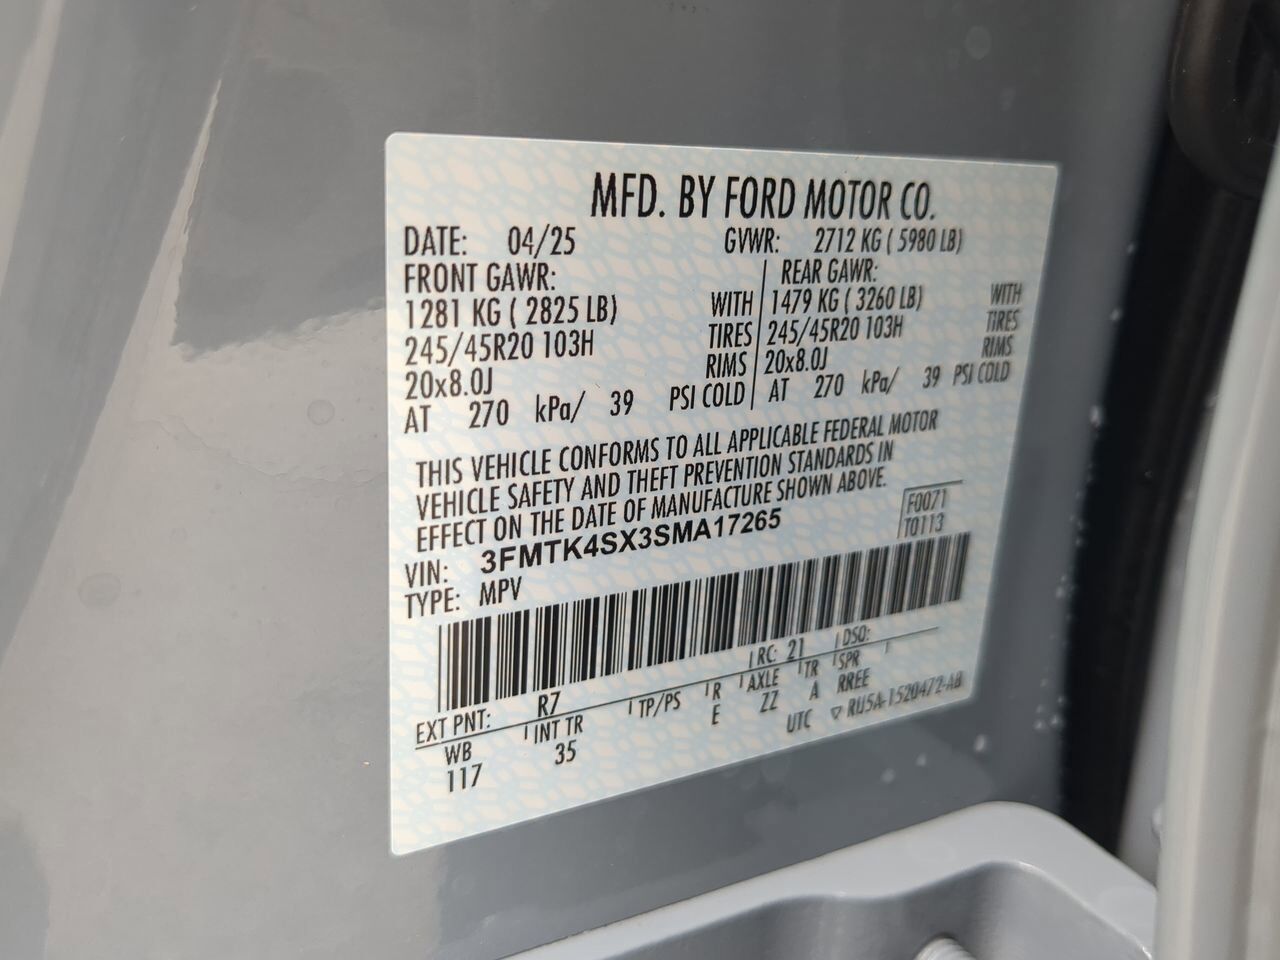 MFD. BY FORD MOTOR CO.
DATE: 04/25 GVWR: 2712 KG ( 5980 LB)
FRONT GAWR: REAR GAWR:
1281 KG ( 2825 LB) WITH 1479 KG ( 3260 LB) WITH
245/45R20 103H TIRES 245/45R20 103H TIRES
20x8.0J RIMS 20x8.0J RIMS
AT 270 kPa/ 39 PSI COLD AT 270 kPa/ 39 PSI COLD
THIS VEHICLE CONFORMS TO ALL APPLICABLE FEDERAL MOTOR
VEHICLE SAFETY AND THEFT PREVENTION STANDARDS IN
EFFECT ON THE DATE OF MANUFACTURE SHOWN ABOVE.
F0071
T0113
VIN: 3FMTK4SX3SMA17265
TYPE: MPV
EXT PNT: R7 RC: 21 DSO:
WB INT TR TP/PS R AXLE TR SPR
117 35 E ZZ A RREE
UTC ▽ RU5A-1520472-AB